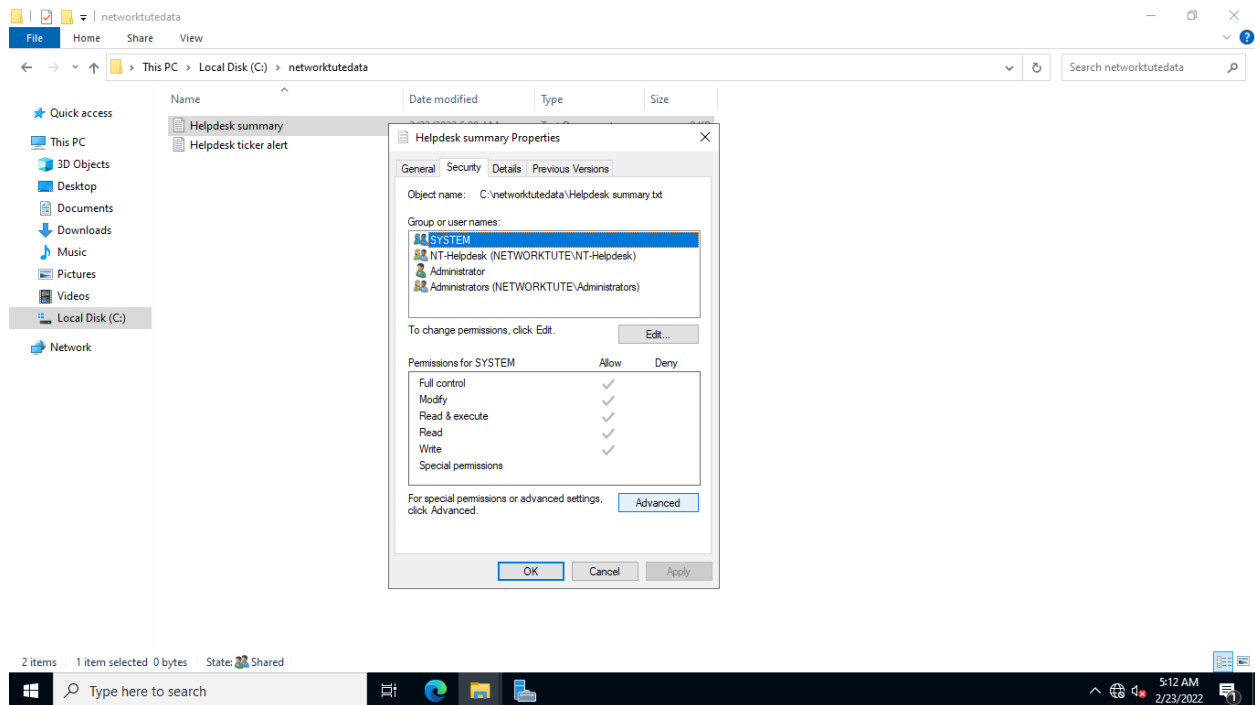 networktutedata
File Home Share View
This PC Local Disk (C:) networktutedata
Search networktutedata
Name Date modified Type Size
Quick access
This PC
3D Objects
Desktop
Documents
Downloads
Music
Pictures
Videos
Local Disk (C:)
Network
Helpdesk summary
Helpdesk ticker alert
Helpdesk summary Properties
General Security Details Previous Versions
Object name: C:\networktutedata\Helpdesk summary.txt
Group or user names:
SYSTEM
NT-Helpdesk (NETWORKTUTE\NT-Helpdesk)
Administrator
Administrators (NETWORKTUTE\Administrators)
To change permissions, click Edit.
Edit...
Permissions for SYSTEM Allow Deny
Full control
Modify
Read & execute
Read
Write
Special permissions
For special permissions or advanced settings,
click Advanced.
Advanced
OK Cancel Apply
2 items 1 item selected 0 bytes State: Shared
Type here to search
5:12 AM
2/23/2022
1